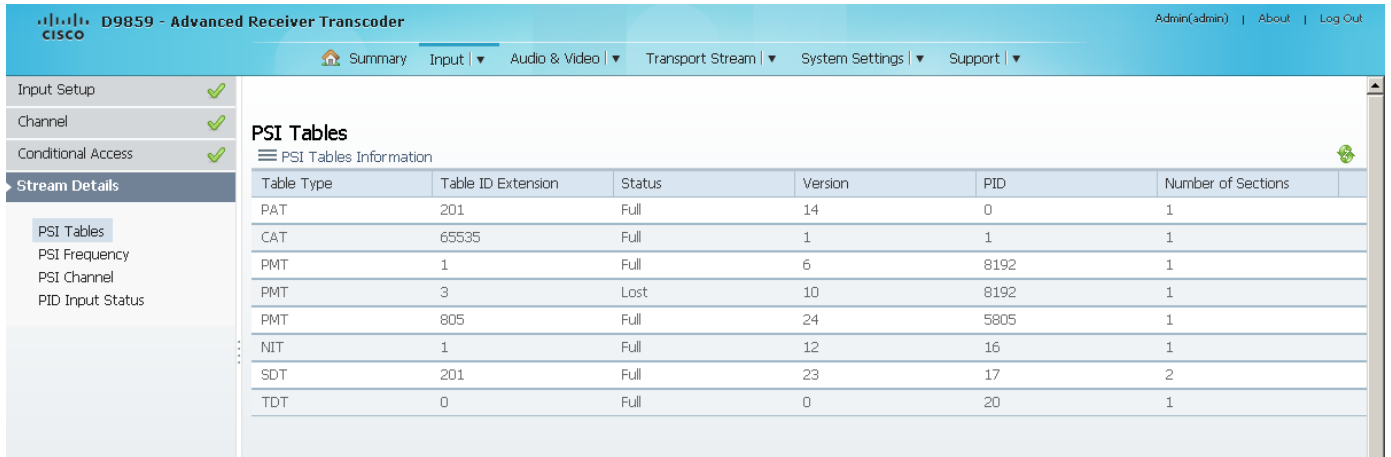 CISCO D9859 - Advanced Receiver Transcoder
Admin(admin) | About | Log Out
Summary Input | ▼ Audio & Video | ▼ Transport Stream | ▼ System Settings | ▼ Support | ▼
Input Setup
Channel
Conditional Access
Stream Details
PSI Tables
PSI Frequency
PSI Channel
PID Input Status
PSI Tables
PSI Tables Information
Table Type Table ID Extension Status Version PID Number of Sections
PAT 201 Full 14 0 1
CAT 65535 Full 1 1 1
PMT 1 Full 6 8192 1
PMT 3 Lost 10 8192 1
PMT 805 Full 24 5805 1
NIT 1 Full 12 16 1
SDT 201 Full 23 17 2
TDT 0 Full 0 20 1